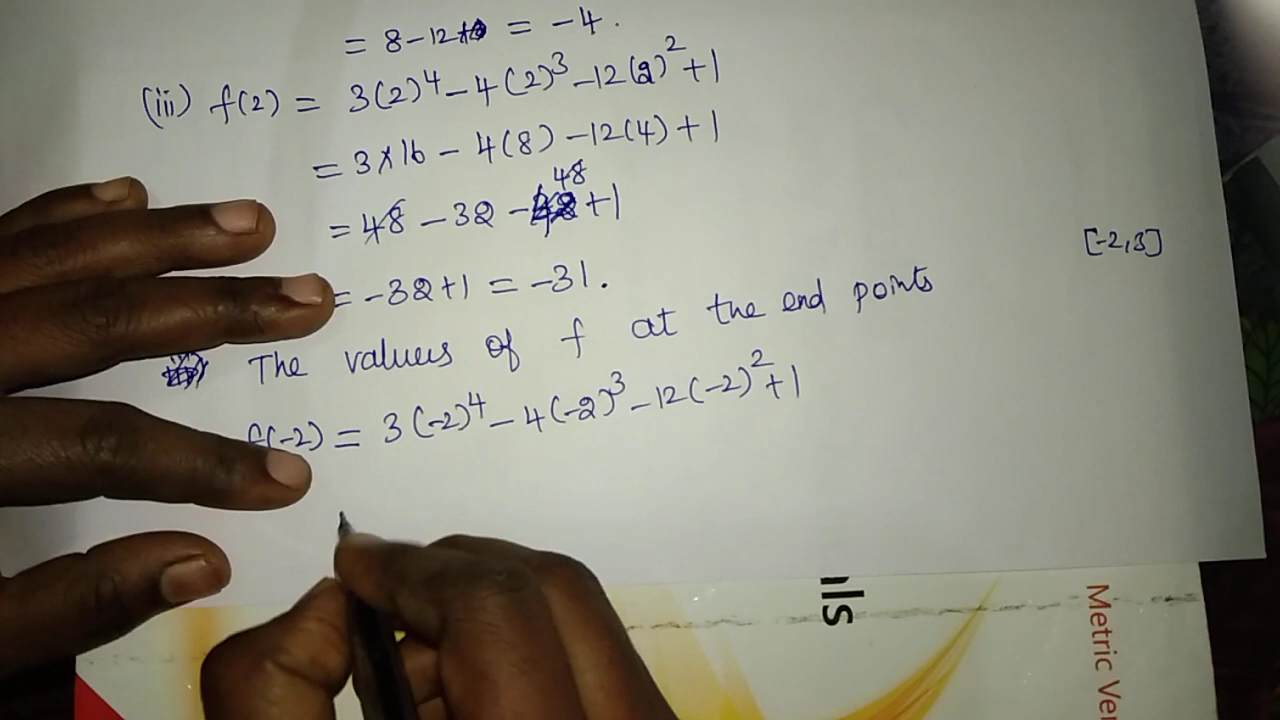 = 8-12 = -4.
(iii) f(2) = 3(2)⁴-4(2)³-12(2)²+1
= 3×16 - 4(8) -12(4)+1
= 48 -32 -48+1
= -32+1 = -31.
[-2,3]
The values of f at the end points
f(-2) = 3(-2)⁴-4(-2)³-12(-2)²+1
Metric Ver